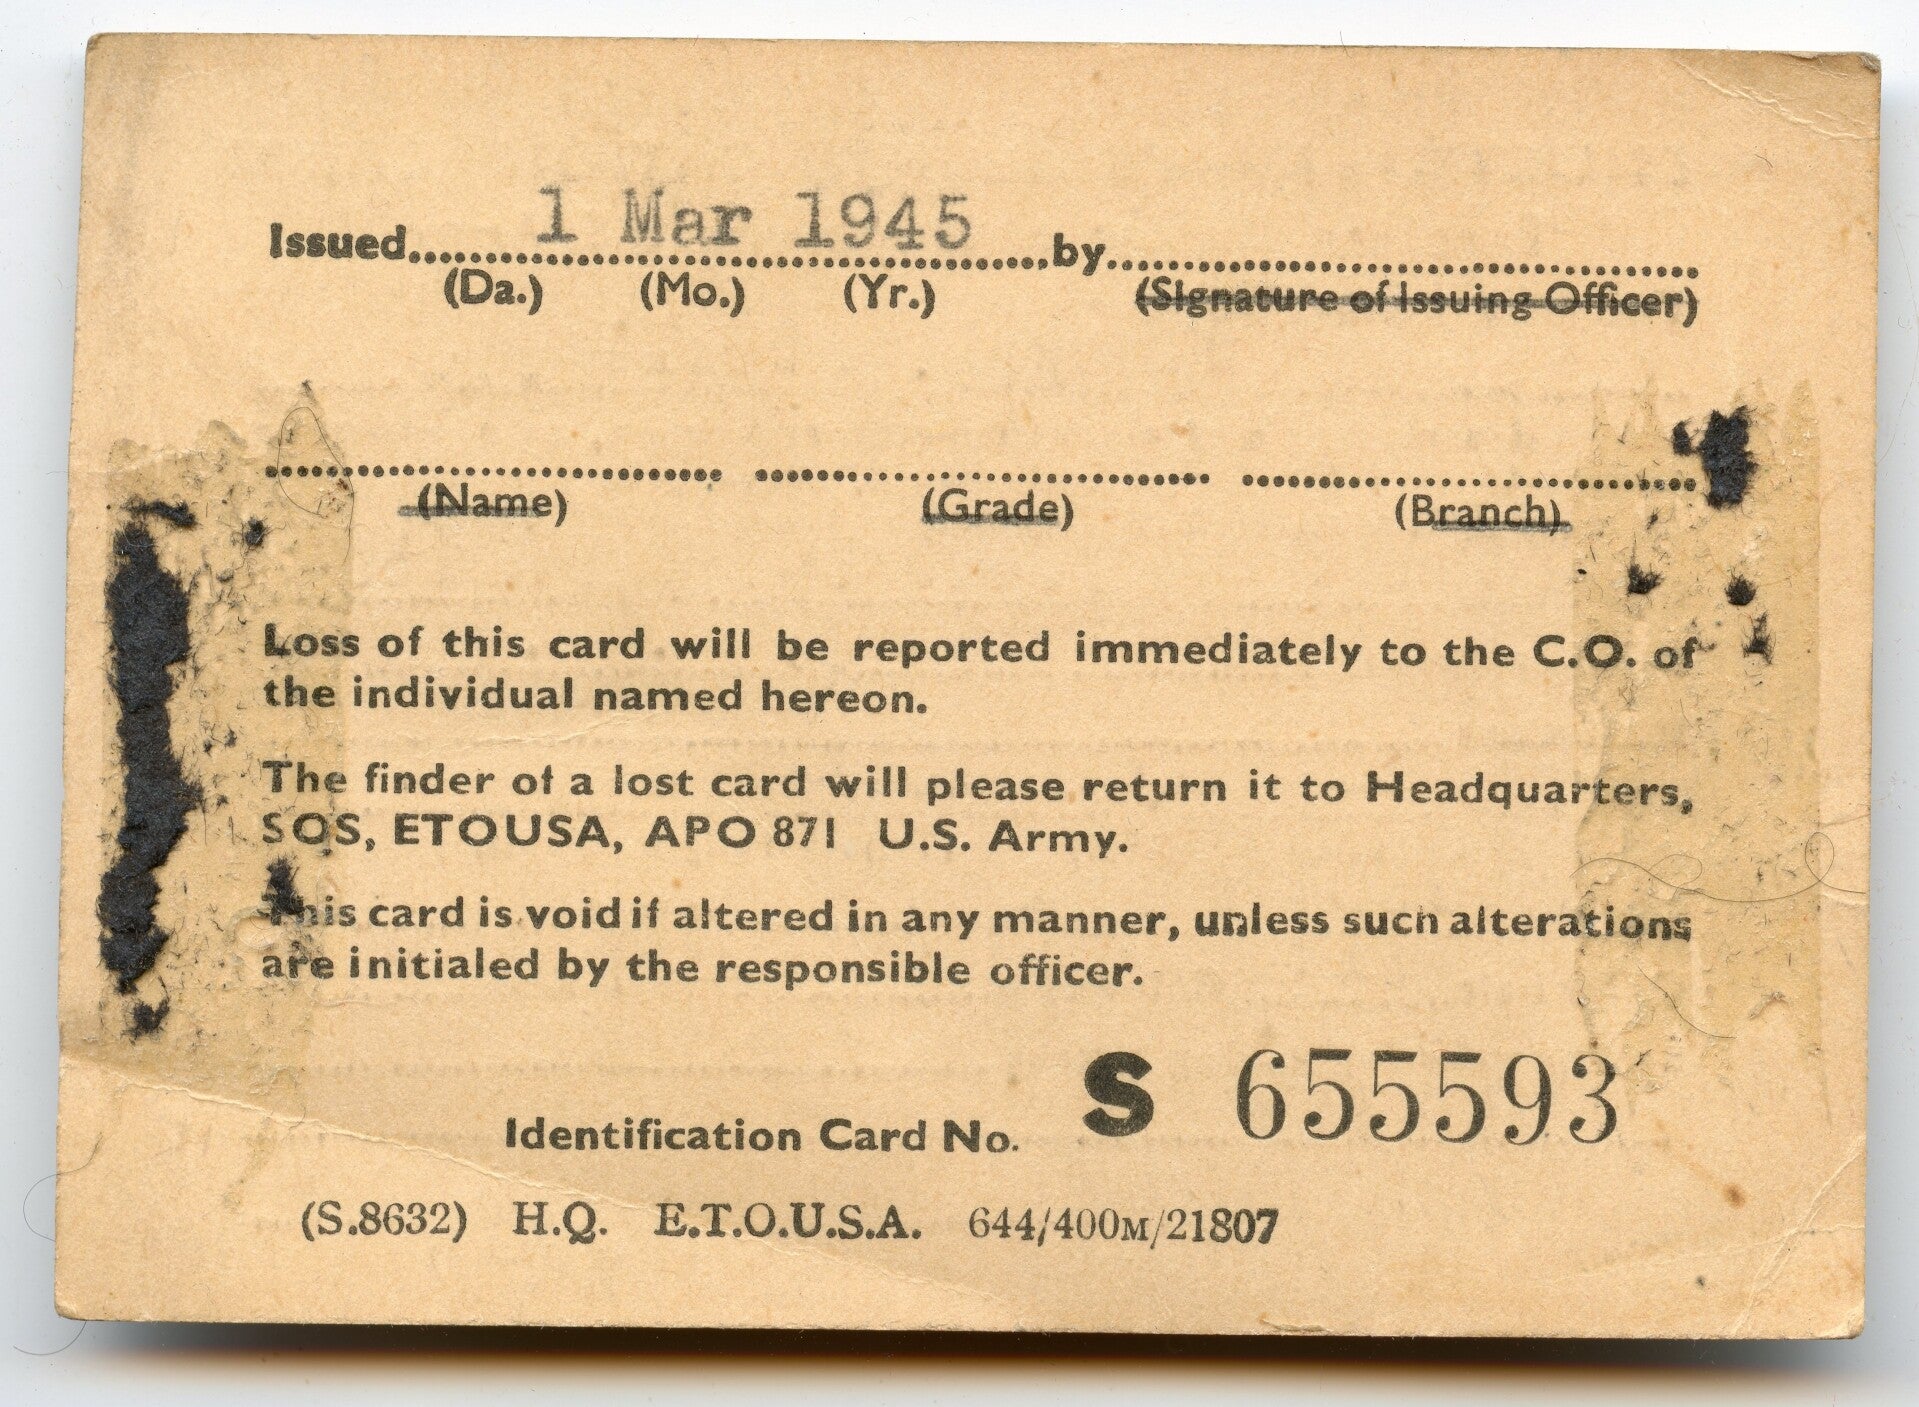 Issued 1 Mar 1945 by
(Da.) (Mo.) (Yr.) (Signature of Issuing Officer)
(Name) (Grade) (Branch)
Loss of this card will be reported immediately to the C.O. of
the individual named hereon.
The finder of a lost card will please return it to Headquarters,
SOS, ETOUSA, APO 871 U.S. Army.
This card is void if altered in any manner, unless such alterations
are initialed by the responsible officer.
Identification Card No. S 655593
(S.8632) H.Q. E.T.O.U.S.A. 644/400M/21807